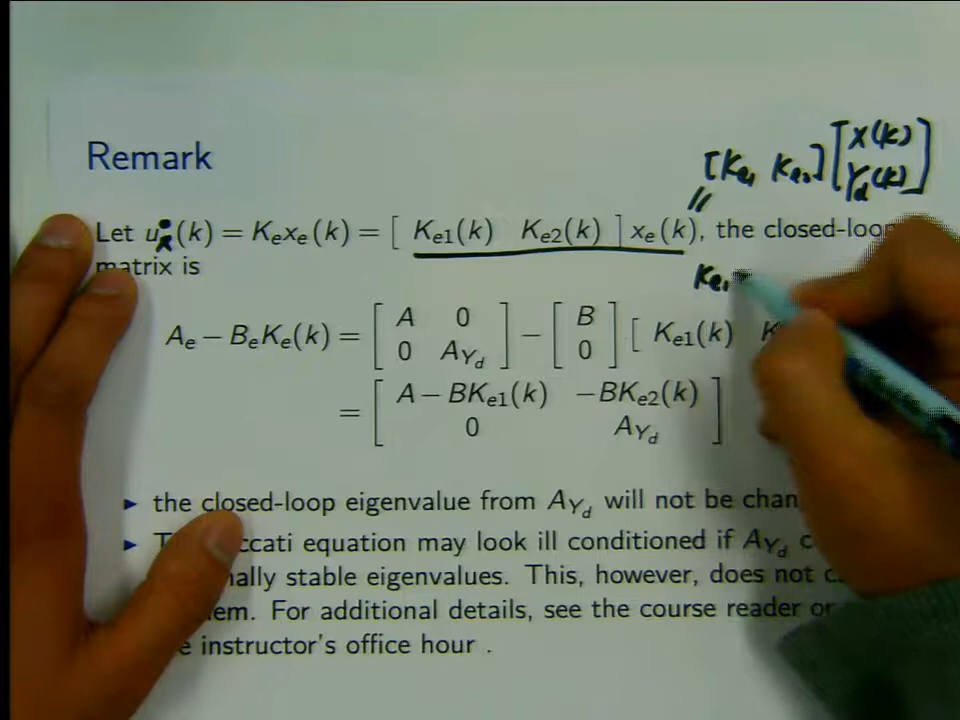 Remark
[Ke1 Ke2] [x(k) Yd(k)]
=
Let u (k) = Kexe(k) = [ Ke1(k) Ke2(k) ] xe(k), the closed-loop
Ke1
matrix is
Ae − BeKe(k) = [ A 0 ; 0 AYd ] − [ B ; 0 ] [ Ke1(k) K
= [ A − BKe1(k) −BKe2(k) ; 0 AYd ]
▶ the closed-loop eigenvalue from AYd will not be chan
▶ ccati equation may look ill conditioned if AYd c
ally stable eigenvalues. This, however, does not c
em. For additional details, see the course reader or
instructor's office hour .